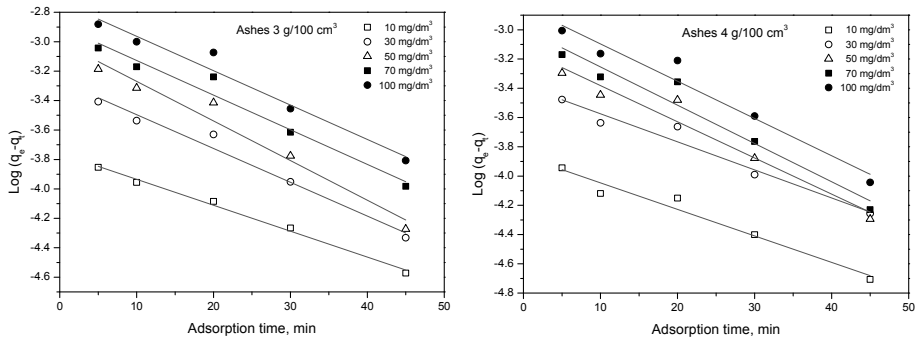 Ashes 3 g/100 cm³
10 mg/dm³
30 mg/dm³
50 mg/dm³
70 mg/dm³
100 mg/dm³
-2.8
-3.0
-3.2
-3.4
-3.6
-3.8
-4.0
-4.2
-4.4
-4.6
Log (qₑ-qₜ)
0
10
20
30
40
50
Adsorption time, min
Ashes 4 g/100 cm³
10 mg/dm³
30 mg/dm³
50 mg/dm³
70 mg/dm³
100 mg/dm³
-3.0
-3.2
-3.4
-3.6
-3.8
-4.0
-4.2
-4.4
-4.6
-4.8
Log (qₑ-qₜ)
0
10
20
30
40
50
Adsorption time, min